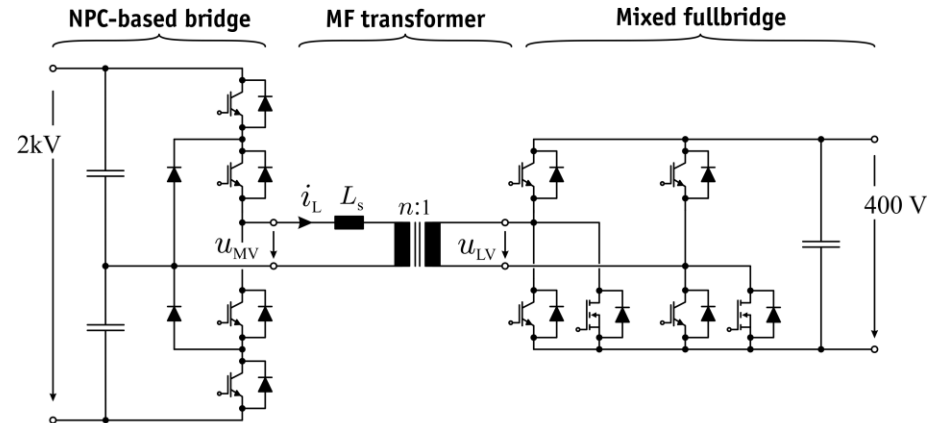 NPC-based bridge
MF transformer
Mixed fullbridge
2kV
i_L
L_s
n:1
u_MV
u_LV
400 V